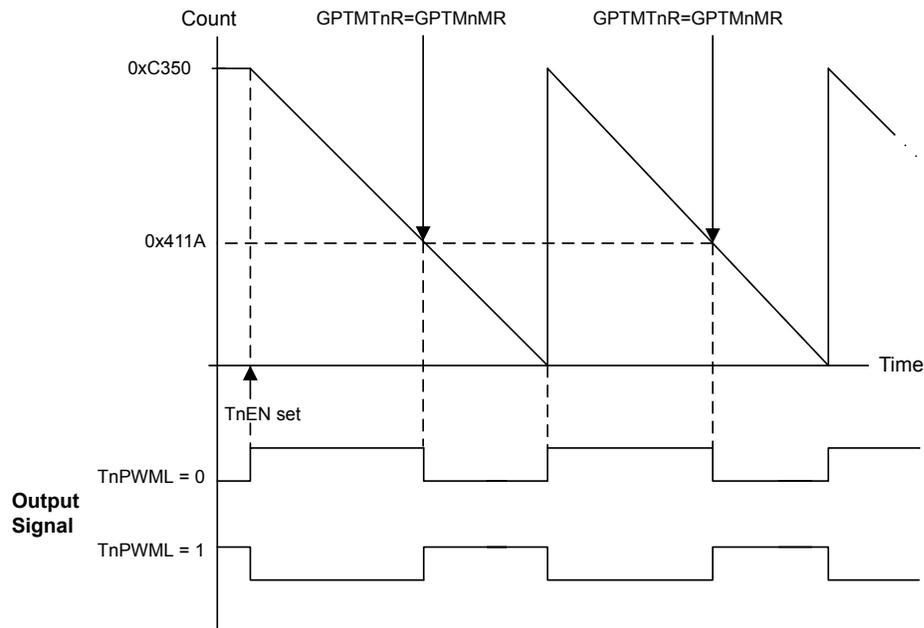 Count
GPTMTnR=GPTMnMR
GPTMTnR=GPTMnMR
0xC350
0x411A
Time
TnEN set
TnPWML = 0
Output
Signal
TnPWML = 1